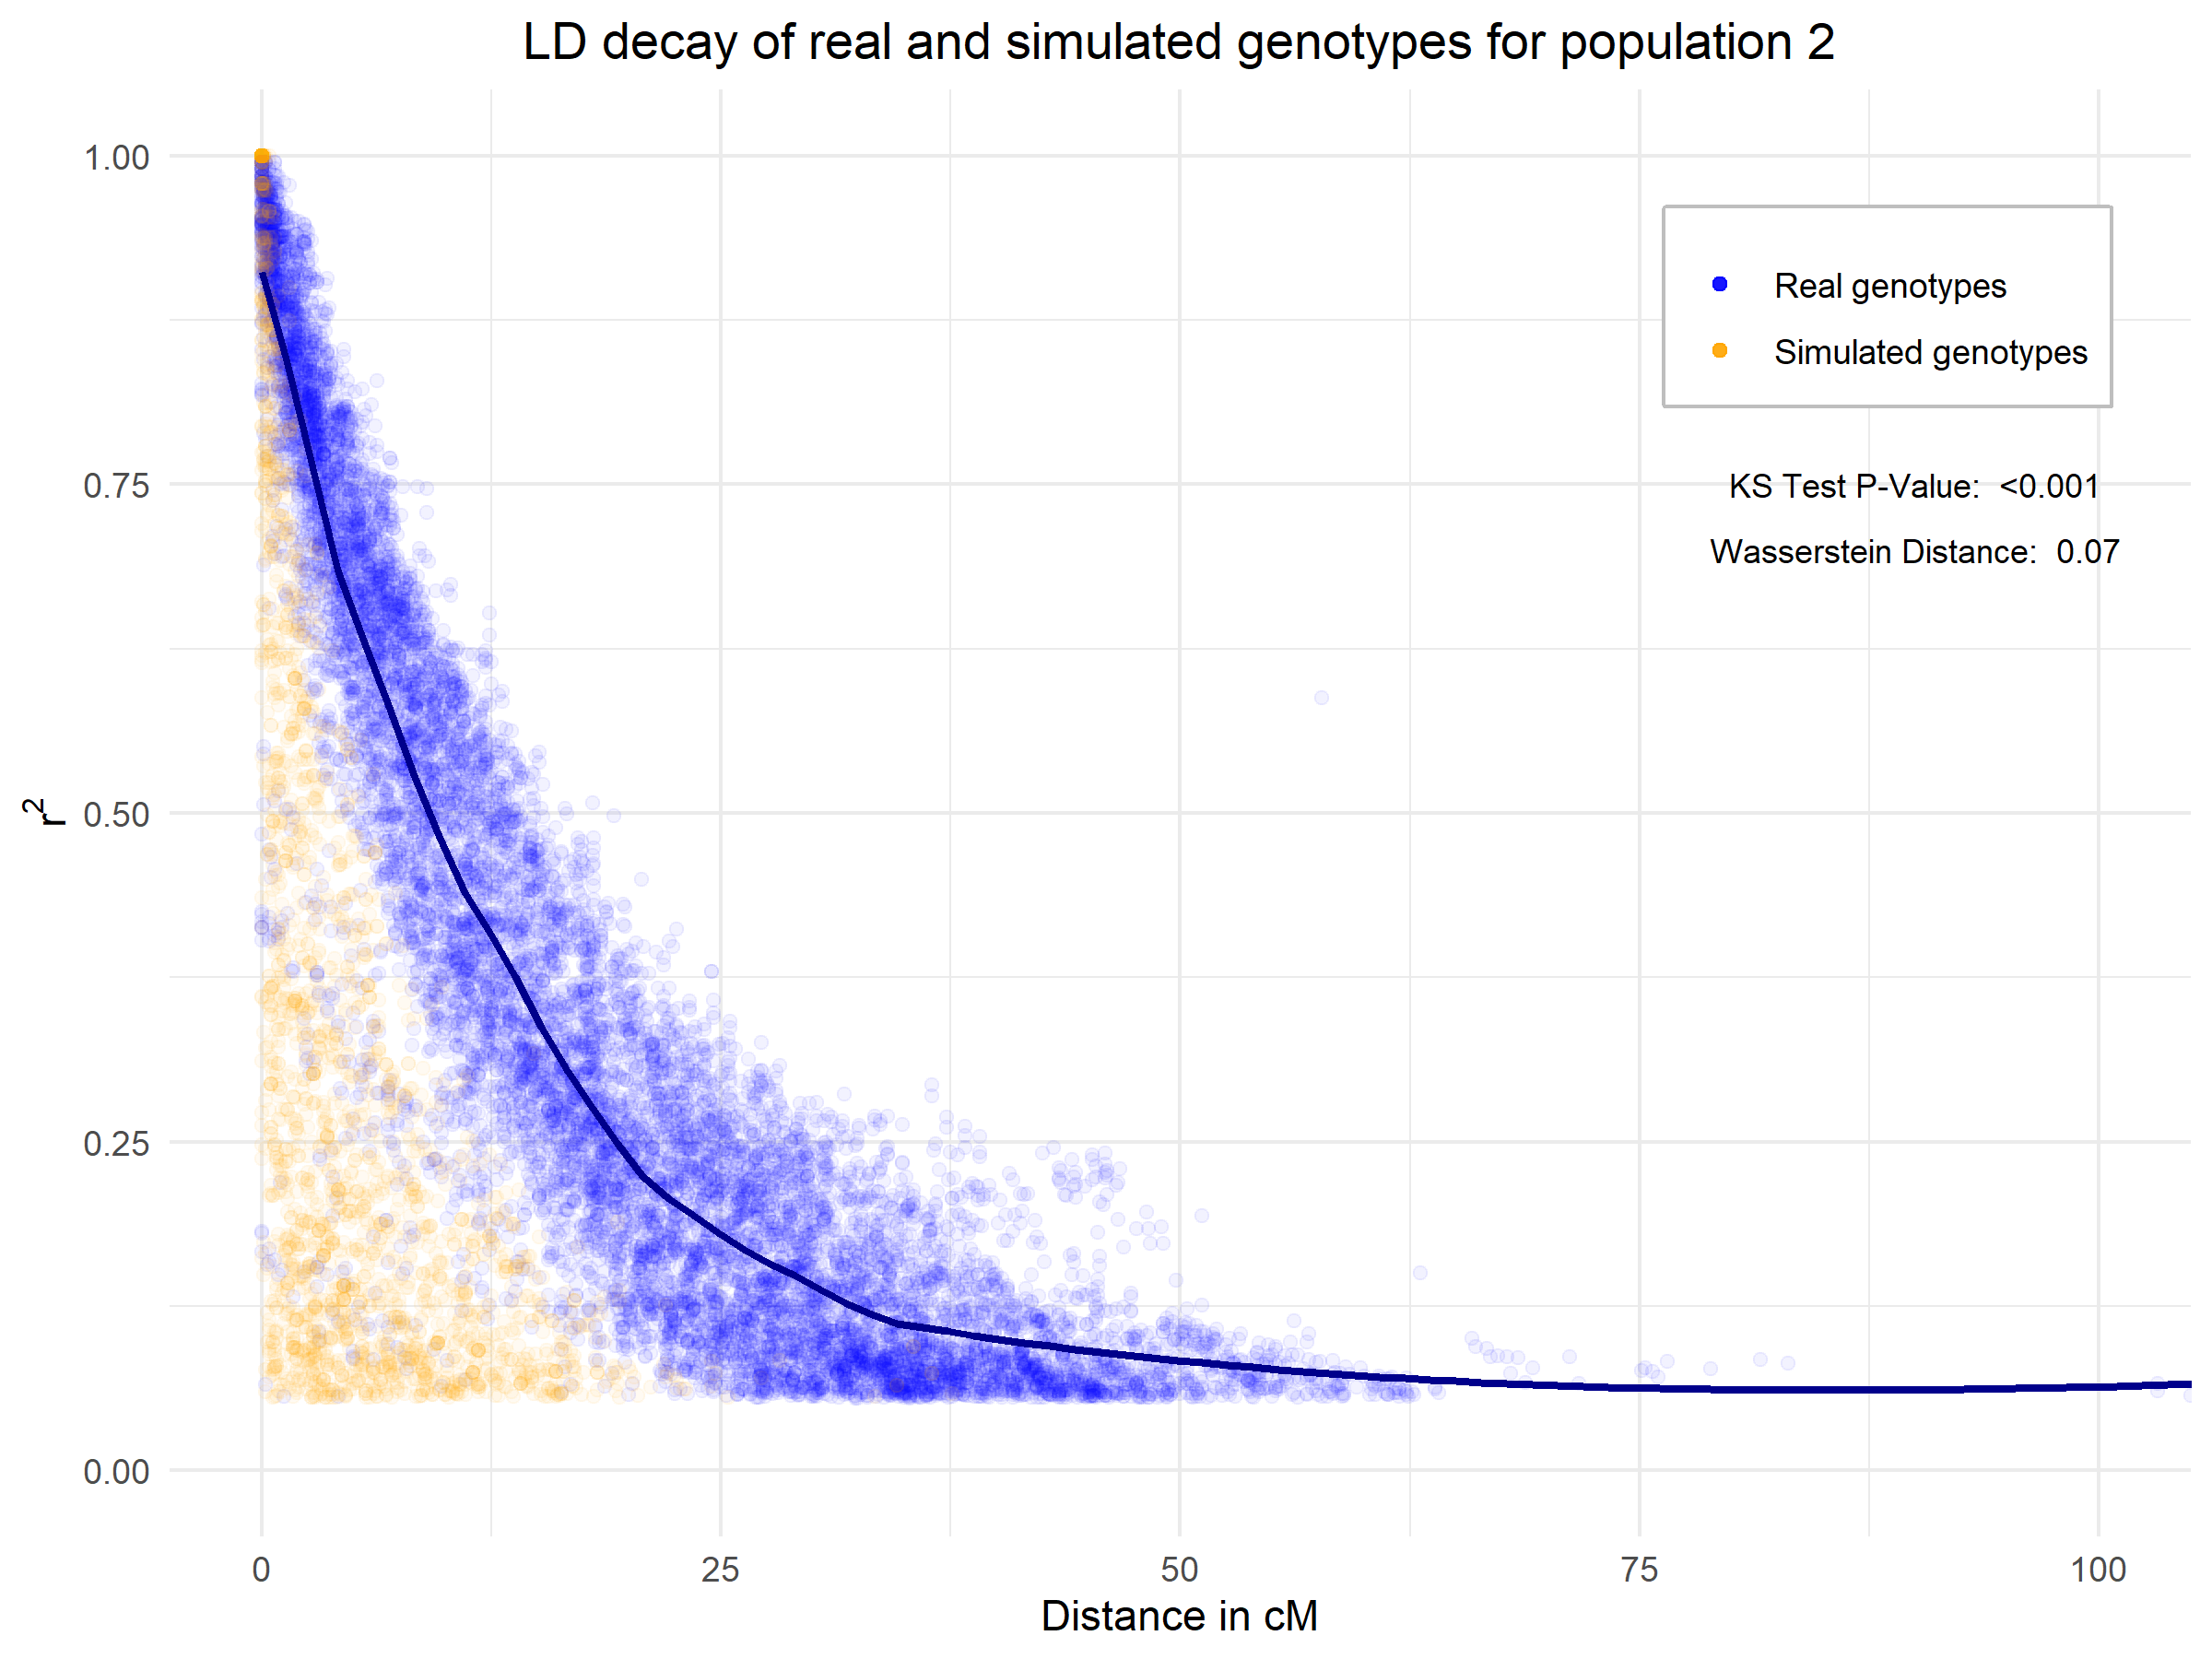 LD decay of real and simulated genotypes for population 2
1.00
0.75
0.50
0.25
0.00
r²
Real genotypes
Simulated genotypes
KS Test P-Value: <0.001
Wasserstein Distance: 0.07
0 25 50 75 100
Distance in cM